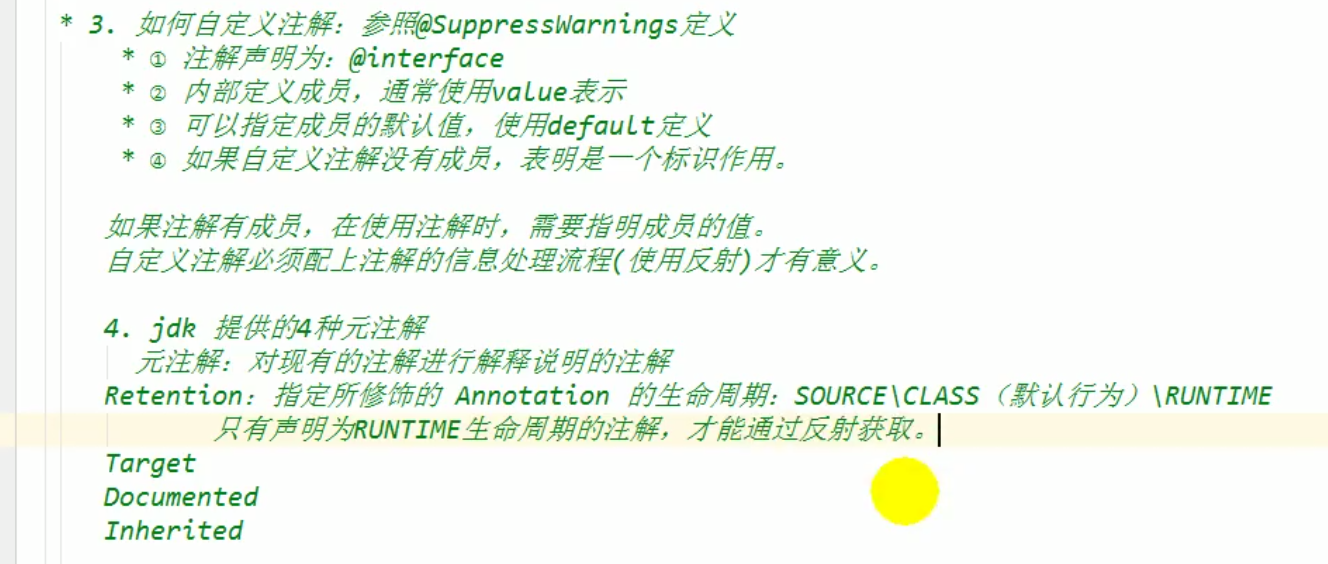 * 3. 如何自定义注解：参照@SuppressWarnings定义
* ① 注解声明为：@interface
* ② 内部定义成员，通常使用value表示
* ③ 可以指定成员的默认值，使用default定义
* ④ 如果自定义注解没有成员，表明是一个标识作用。
如果注解有成员，在使用注解时，需要指明成员的值。
自定义注解必须配上注解的信息处理流程(使用反射)才有意义。
4. jdk 提供的4种元注解
元注解：对现有的注解进行解释说明的注解
Retention：指定所修饰的 Annotation 的生命周期：SOURCE\CLASS（默认行为）\RUNTIME
只有声明为RUNTIME生命周期的注解，才能通过反射获取。
Target
Documented
Inherited